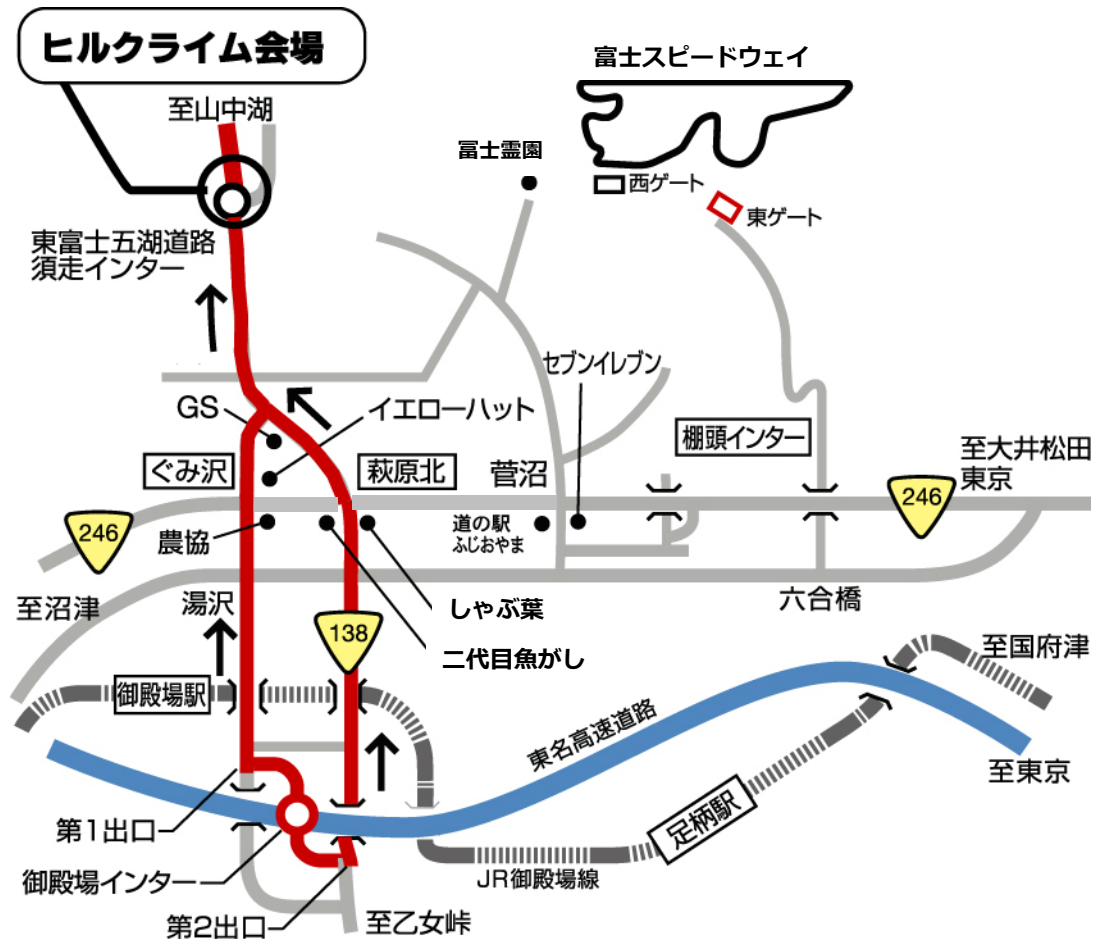 ヒルクライム会場
富士スピードウェイ
至山中湖
冨士霊園
西ゲート
東ゲート
東富士五湖道路
須走インター
セブンイレブン
GS
イエローハット
棚頭インター
ぐみ沢
萩原北
菅沼
至大井松田
東京
246
246
農協
道の駅
ふじおやま
至沼津
湯沢
しゃぶ葉
六合橋
138
二代目魚がし
至国府津
御殿場駅
東名高速道路
至東京
第1出口
足柄駅
御殿場インター
JR御殿場線
第2出口
至乙女峠